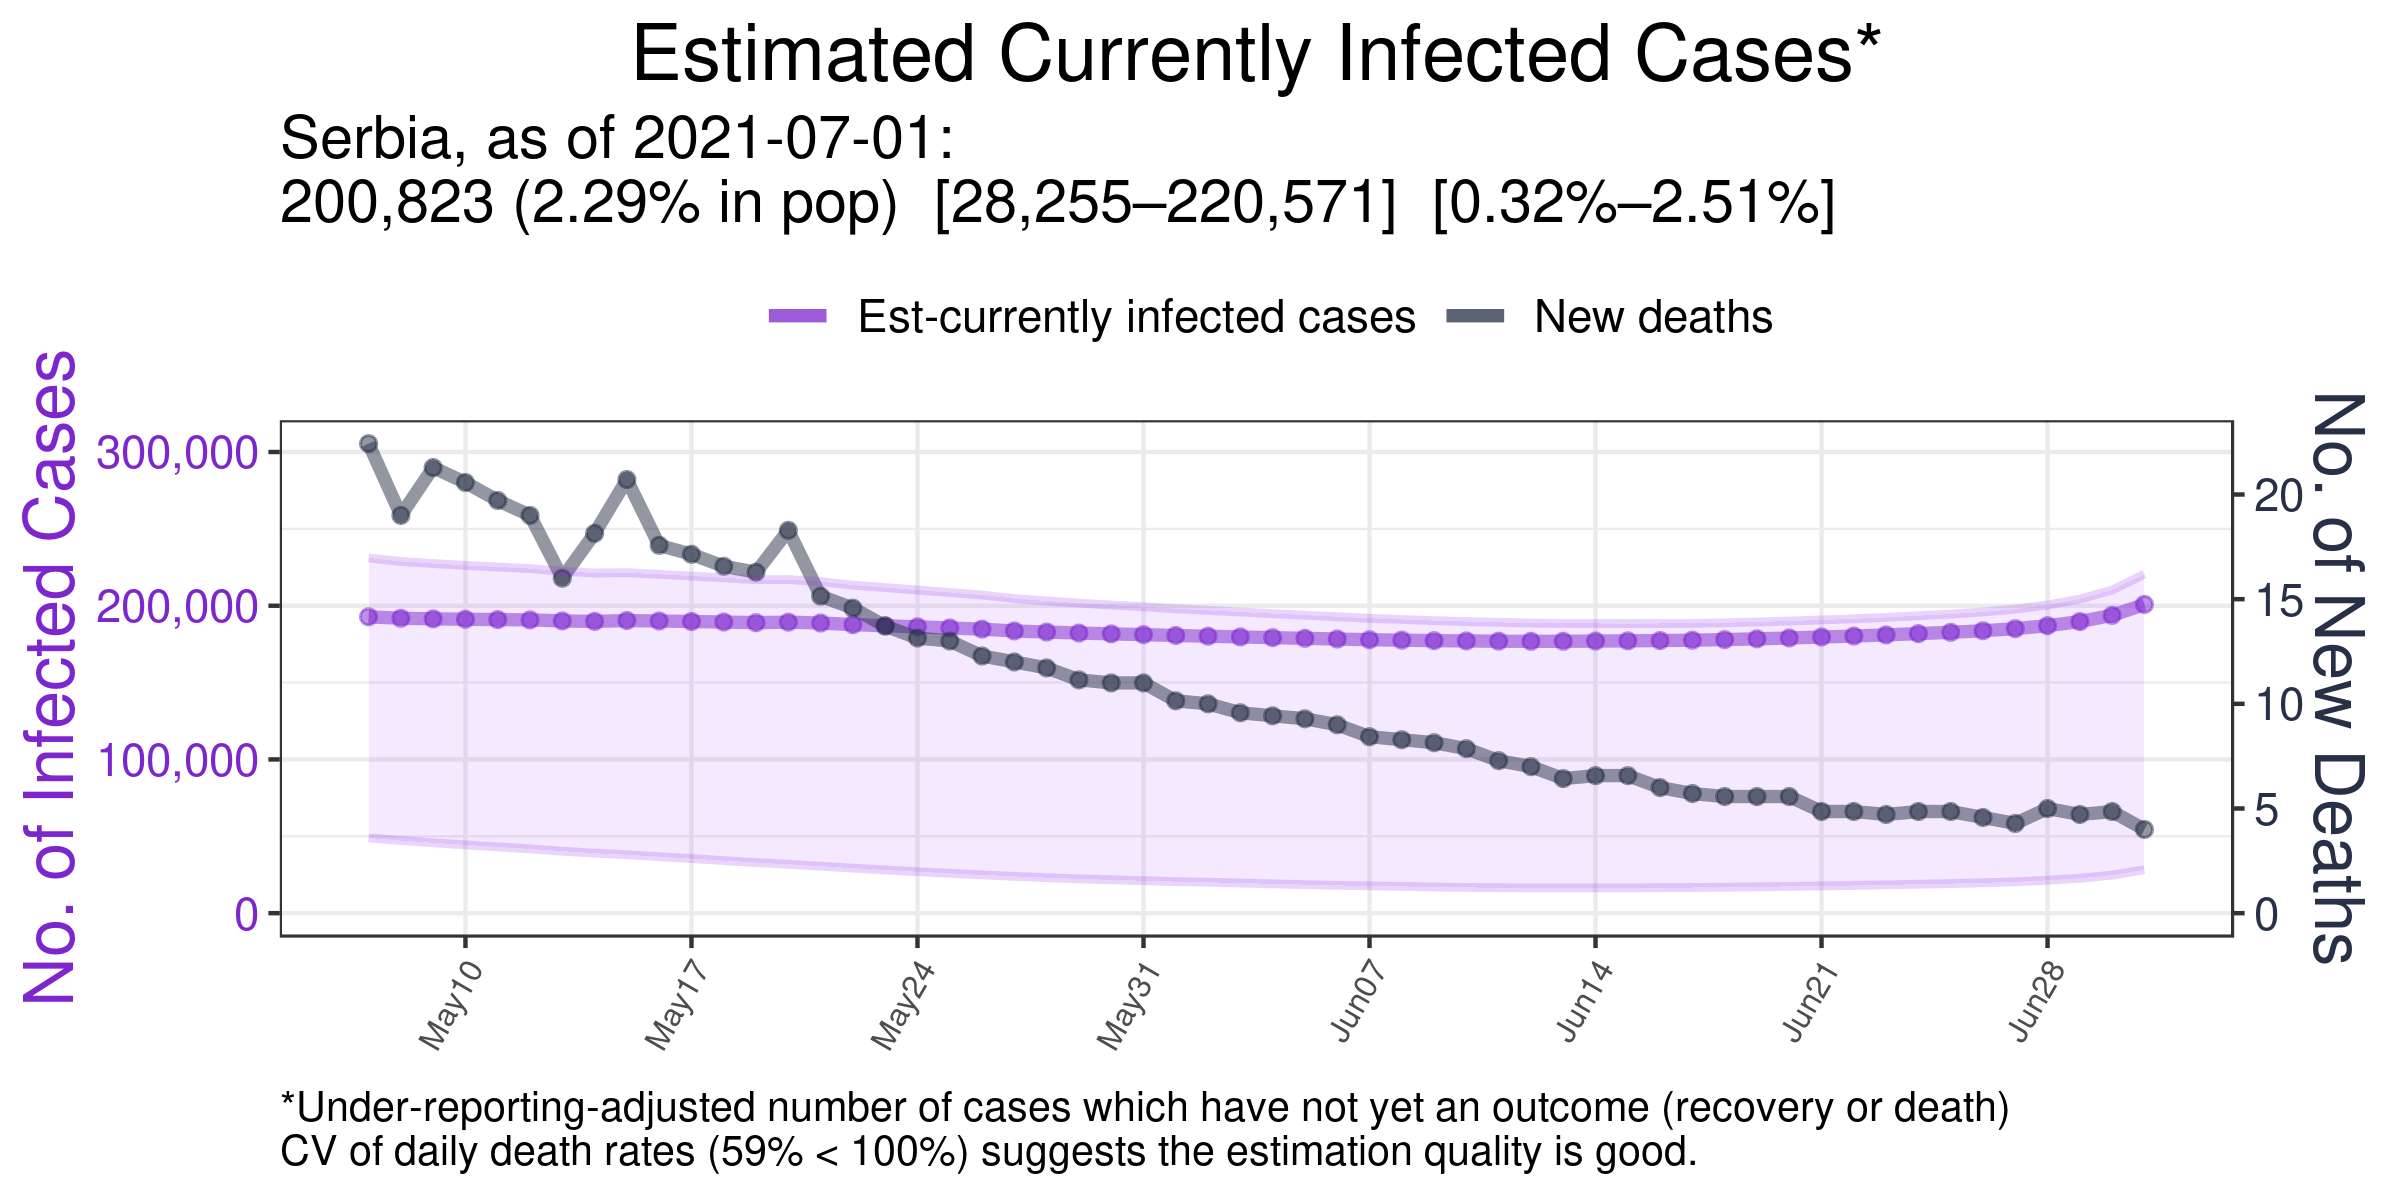 Estimated Currently Infected Cases*
Serbia, as of 2021-07-01:
200,823 (2.29% in pop)  [28,255–220,571]  [0.32%–2.51%]
Est-currently infected cases
New deaths
No. of Infected Cases
300,000
200,000
100,000
0
No. of New Deaths
20
15
10
5
0
May10
May17
May24
May31
Jun07
Jun14
Jun21
Jun28
*Under-reporting-adjusted number of cases which have not yet an outcome (recovery or death)
CV of daily death rates (59% < 100%) suggests the estimation quality is good.